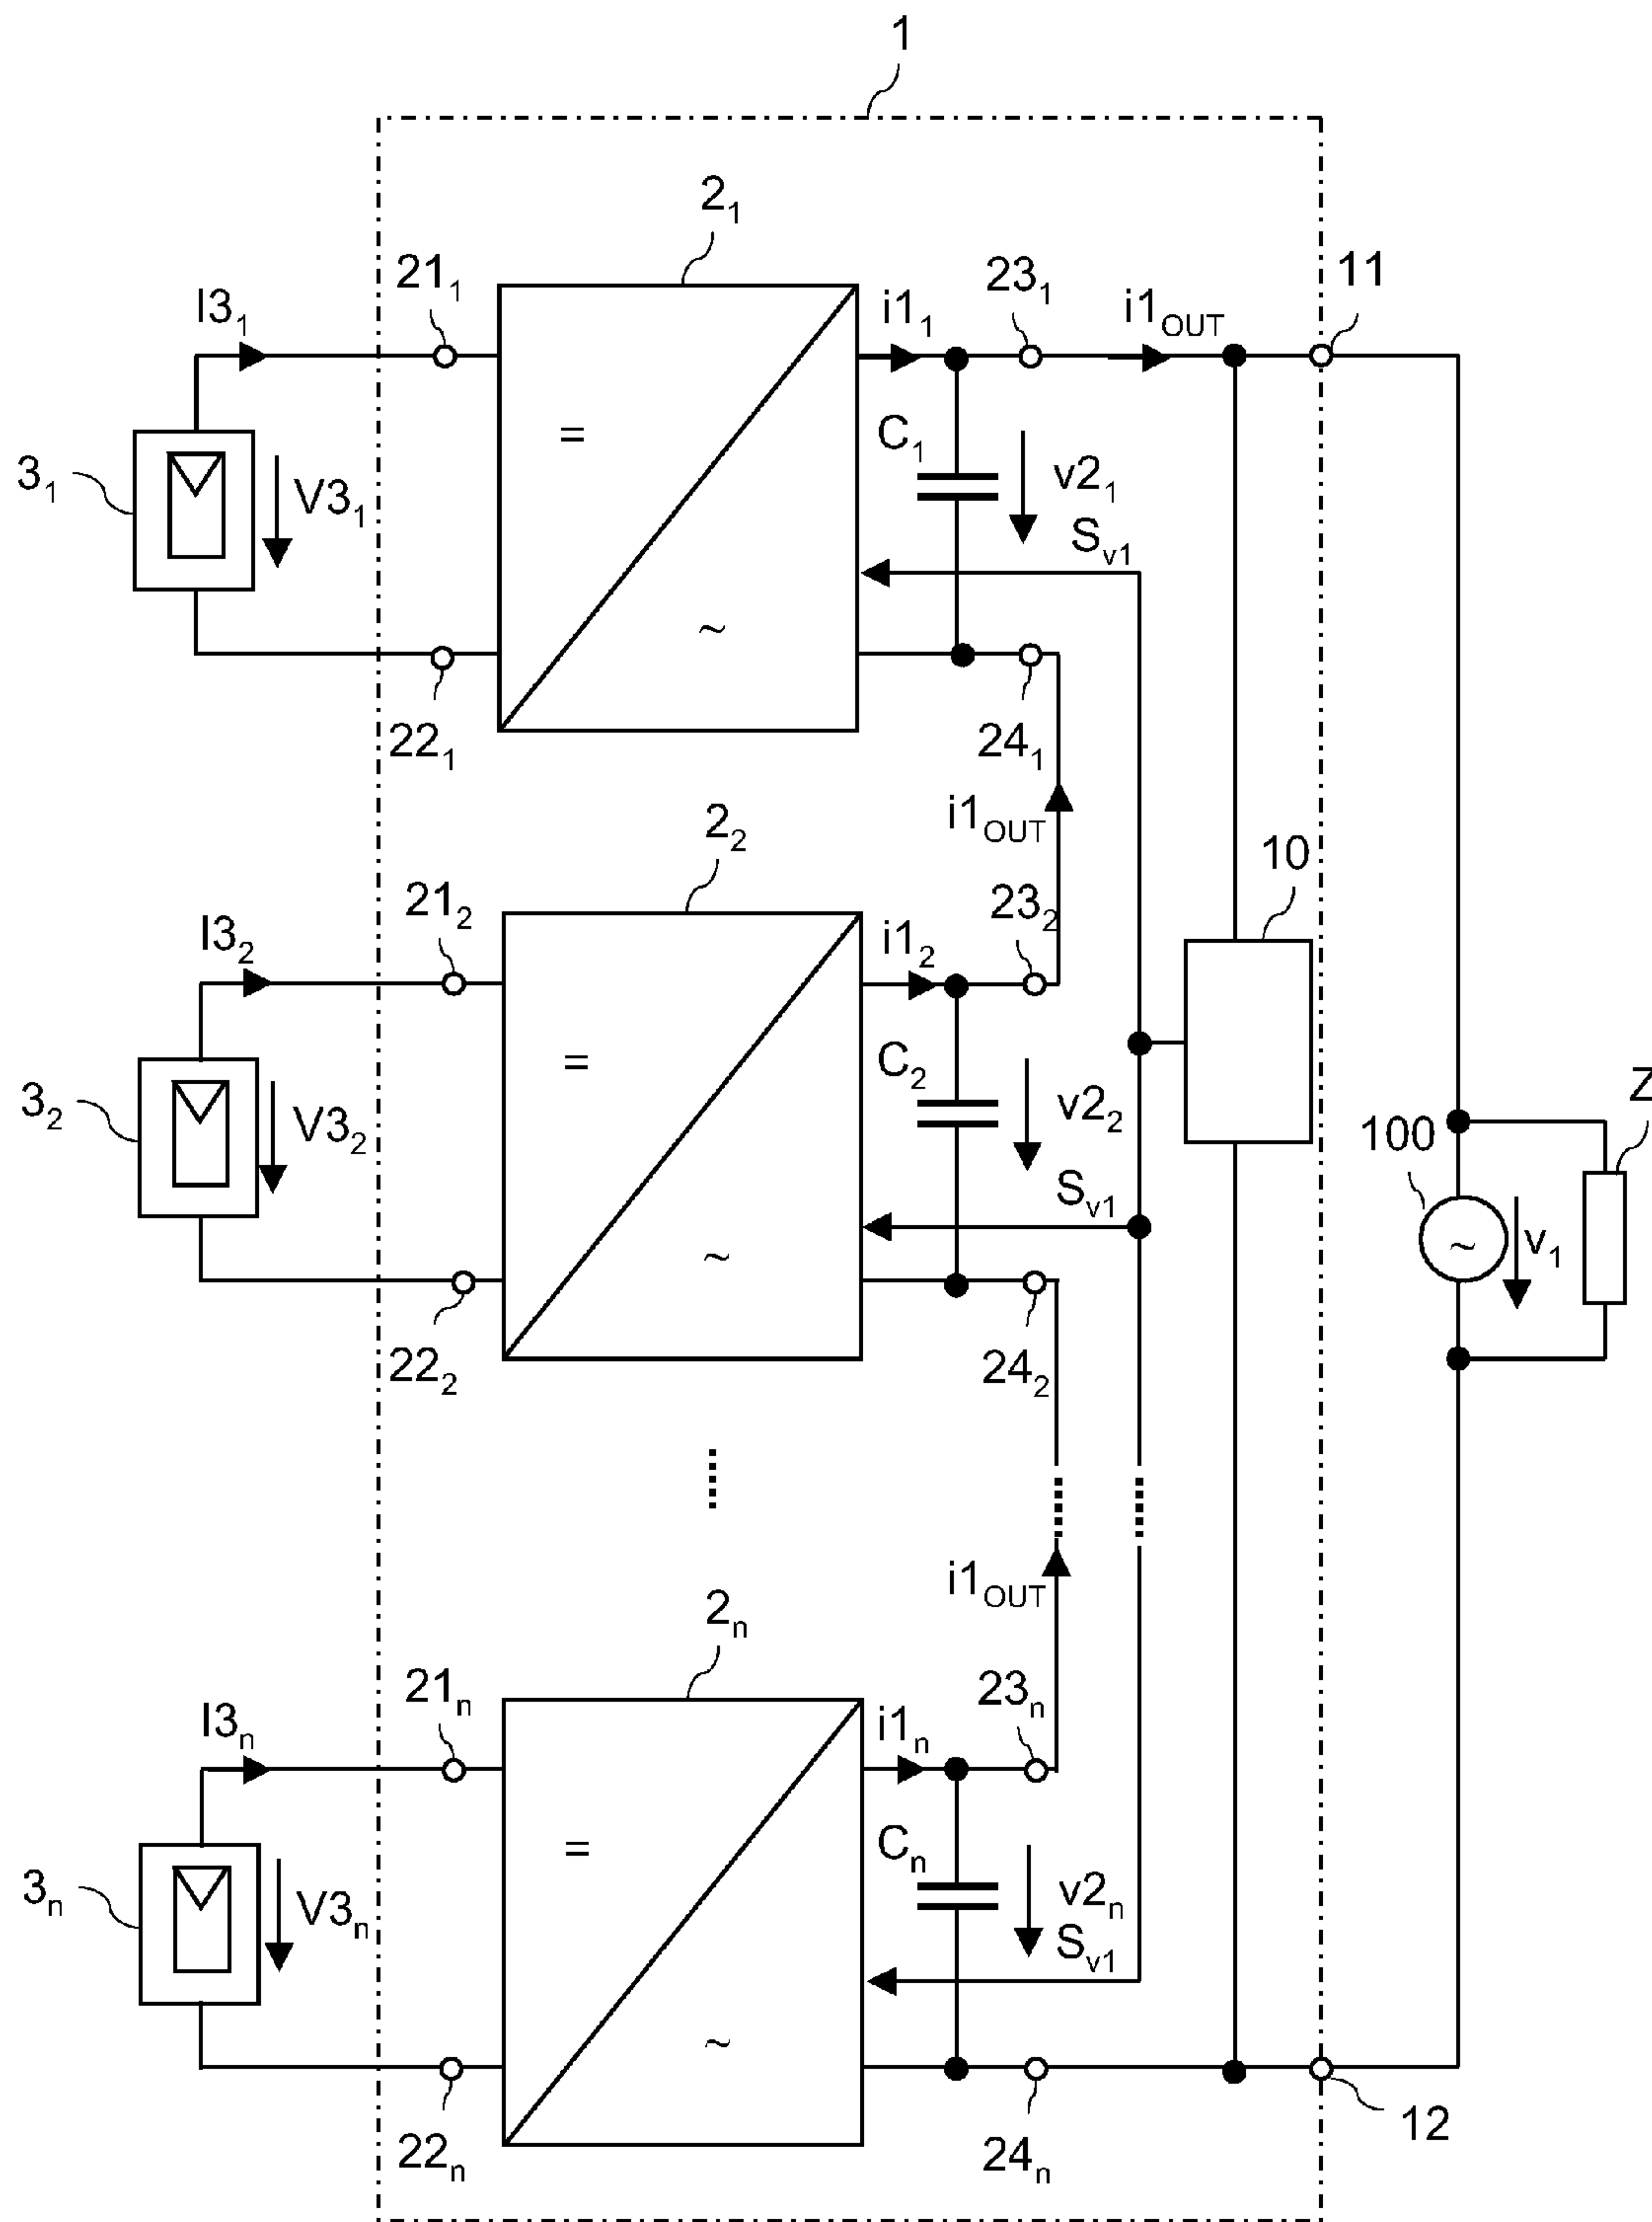 1
2₁
21₁
I3₁
i1₁
23₁
i1OUT
11
3₁
V3₁
=
C₁
v2₁
Sv1
~
22₁
24₁
i1OUT
2₂
10
21₂
23₂
I3₂
i1₂
3₂
V3₂
=
C₂
v2₂
Z
100
Sv1
~
v₁
22₂
24₂
i1OUT
2n
21n
23n
I3n
i1n
3n
V3n
=
Cn
v2n
Sv1
~
12
22n
24n